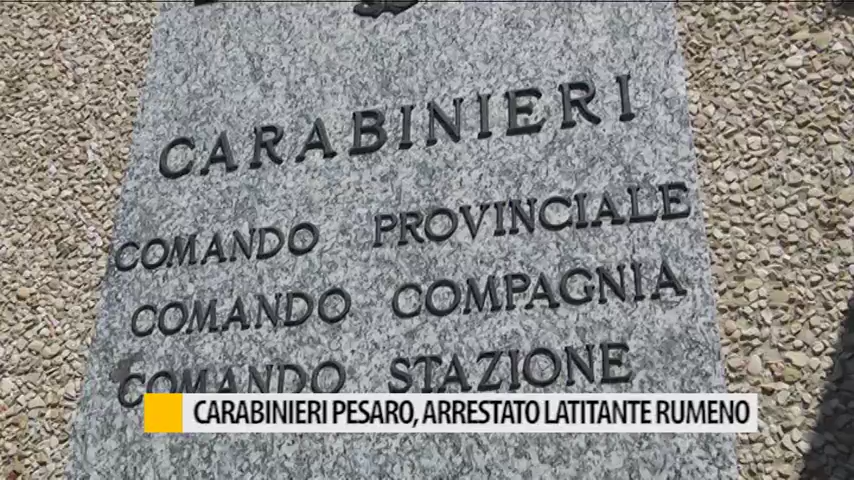 CARABINIERI
COMANDO PROVINCIALE
COMANDO COMPAGNIA
COMANDO STAZIONE
CARABINIERI PESARO, ARRESTATO LATITANTE RUMENO